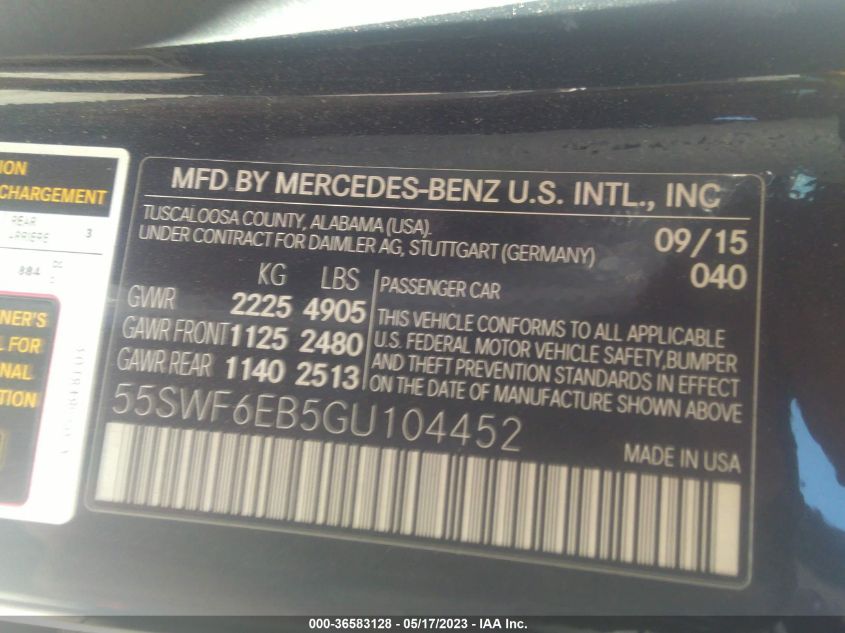 ION
CHARGEMENT
REAR
3
884
NER'S
L FOR
ONAL
TION
MFD BY MERCEDES-BENZ U.S. INTL., INC
TUSCALOOSA COUNTY, ALABAMA (USA).
UNDER CONTRACT FOR DAIMLER AG, STUTTGART (GERMANY)
09/15
040
KG LBS
GVWR 2225 4905
GAWR FRONT 1125 2480
GAWR REAR 1140 2513
PASSENGER CAR
THIS VEHICLE CONFORMS TO ALL APPLICABLE
U.S. FEDERAL MOTOR VEHICLE SAFETY,BUMPER
AND THEFT PREVENTION STANDARDS IN EFFECT
ON THE DATE OF MANUFACTURE SHOWN ABOVE
55SWF6EB5GU104452
MADE IN USA
000-36583128 - 05/17/2023 - IAA Inc.